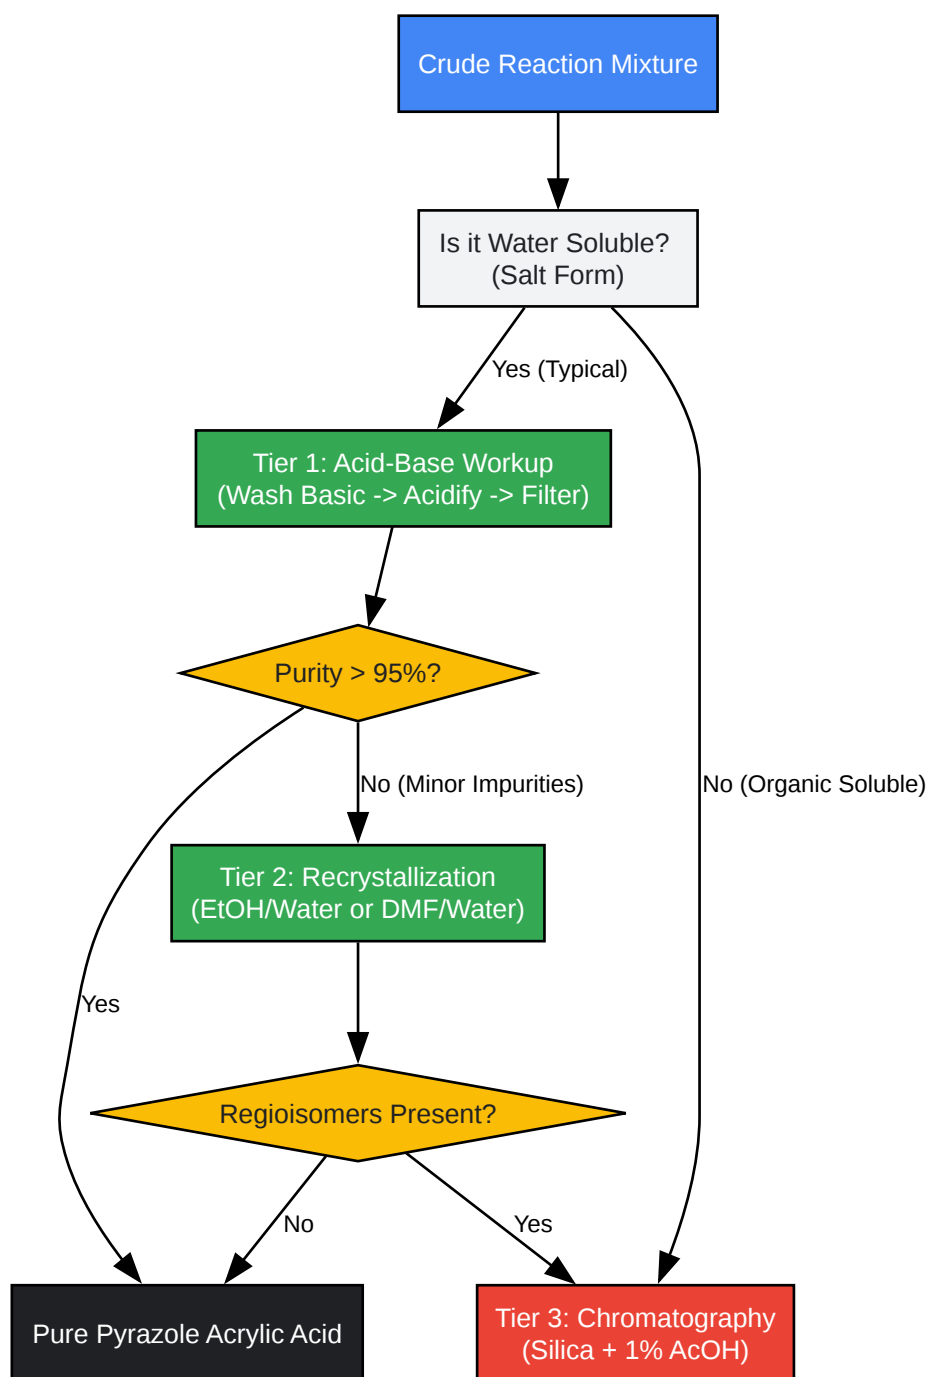 Crude Reaction Mixture
Is it Water Soluble?
(Salt Form)
Yes (Typical)
Tier 1: Acid-Base Workup
(Wash Basic -> Acidify -> Filter)
Purity > 95%?
No (Minor Impurities)
No (Organic Soluble)
Tier 2: Recrystallization
(EtOH/Water or DMF/Water)
Yes
Regioisomers Present?
No
Yes
Pure Pyrazole Acrylic Acid
Tier 3: Chromatography
(Silica + 1% AcOH)